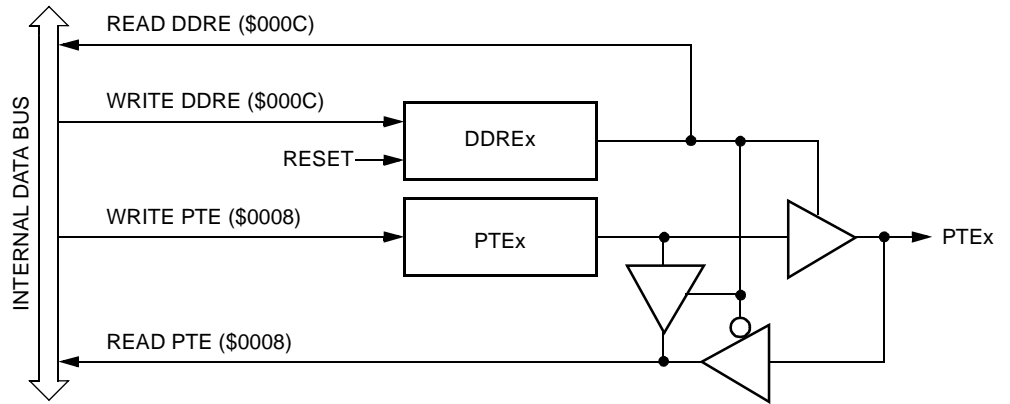 READ DDRE ($000C)
WRITE DDRE ($000C)
DDREx
RESET
WRITE PTE ($0008)
PTEx
PTEx
READ PTE ($0008)
INTERNAL DATA BUS